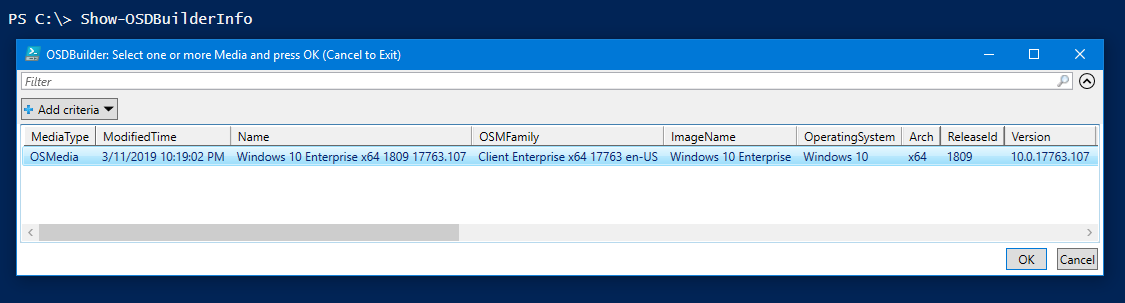 PS C:\> Show-OSDBuilderInfo
OSDBuilder: Select one or more Media and press OK (Cancel to Exit)
Filter
Add criteria
MediaType ModifiedTime Name OSMFamily ImageName OperatingSystem Arch ReleaseId Version
OSMedia 3/11/2019 10:19:02 PM Windows 10 Enterprise x64 1809 17763.107 Client Enterprise x64 17763 en-US Windows 10 Enterprise Windows 10 x64 1809 10.0.17763.107
OK Cancel